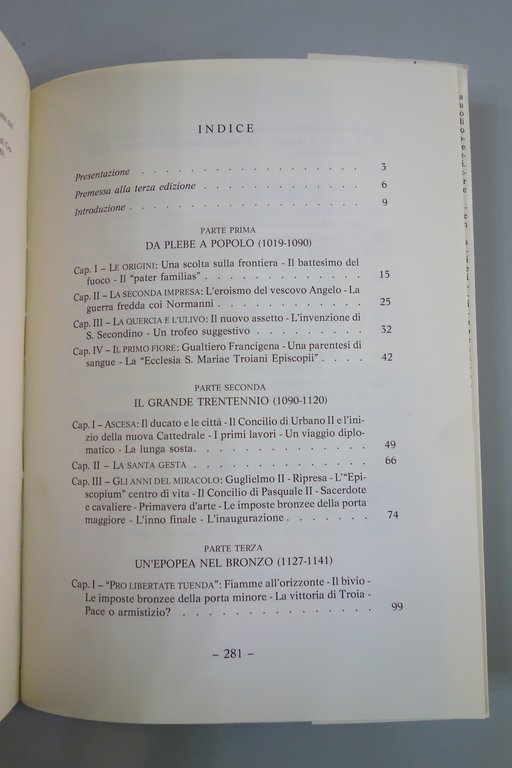 INDICE
Presentazione . . . . . . . . . . . . . . . . . 3
Premessa alla terza edizione . . . . . . . . . . . . 6
Introduzione . . . . . . . . . . . . . . . . . . 9
PARTE PRIMA
DA PLEBE A POPOLO (1019-1090)
Cap. I – LE ORIGINI: Una scolta sulla frontiera - Il battesimo del
fuoco - Il "pater familias" . . . . . . . . . . . . 15
Cap. II – LA SECONDA IMPRESA: L'eroismo del vescovo Angelo - La
guerra fredda coi Normanni . . . . . . . . . . . 25
Cap. III – LA QUERCIA E L'ULIVO: Il nuovo assetto - L'invenzione di
S. Secondino - Un trofeo suggestivo . . . . . . . . . 32
Cap. IV – IL PRIMO FIORE: Gualtiero Francigena - Una parentesi di
sangue - La "Ecclesia S. Mariae Troiani Episcopii" . . . . 42
PARTE SECONDA
IL GRANDE TRENTENNIO (1090-1120)
Cap. I – ASCESA: Il ducato e le città - Il Concilio di Urbano II e l'i-
nizio della nuova Cattedrale - I primi lavori - Un viaggio diplo-
matico - La lunga sosta. . . . . . . . . . . . . 49
Cap. II – LA SANTA GESTA . . . . . . . . . . . . . 66
Cap. III – GLI ANNI DEL MIRACOLO: Guglielmo II - Ripresa - L'"Epi-
scopium" centro di vita - Il Concilio di Pasquale II - Sacerdote
e cavaliere - Primavera d'arte - Le imposte bronzee della porta
maggiore - L'inno finale - L'inaugurazione . . . . . . . 74
PARTE TERZA
UN'EPOPEA NEL BRONZO (1127-1141)
Cap. I – "PRO LIBERTATE TUENDA": Fiamme all'orizzonte - Il bivio -
Le imposte bronzee della porta minore - La vittoria di Troia -
Pace o armistizio? . . . . . . . . . . . . . . 99
– 281 –